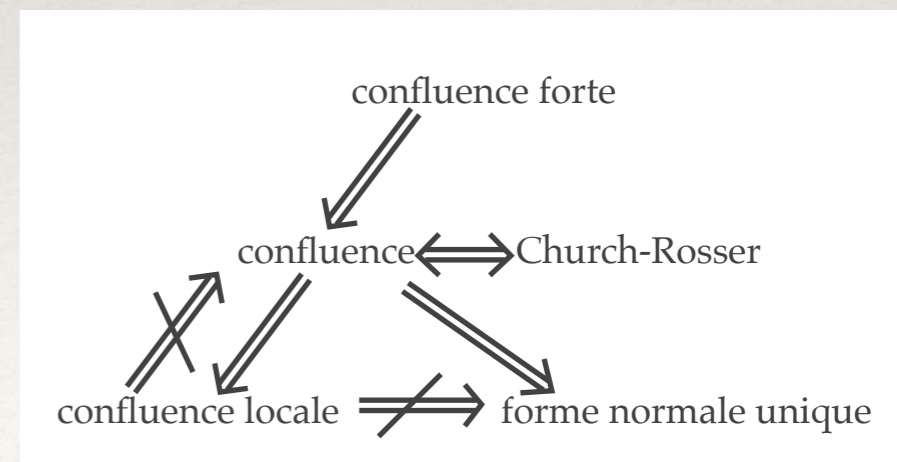 confluence forte
confluence Church-Rosser
confluence locale forme normale unique